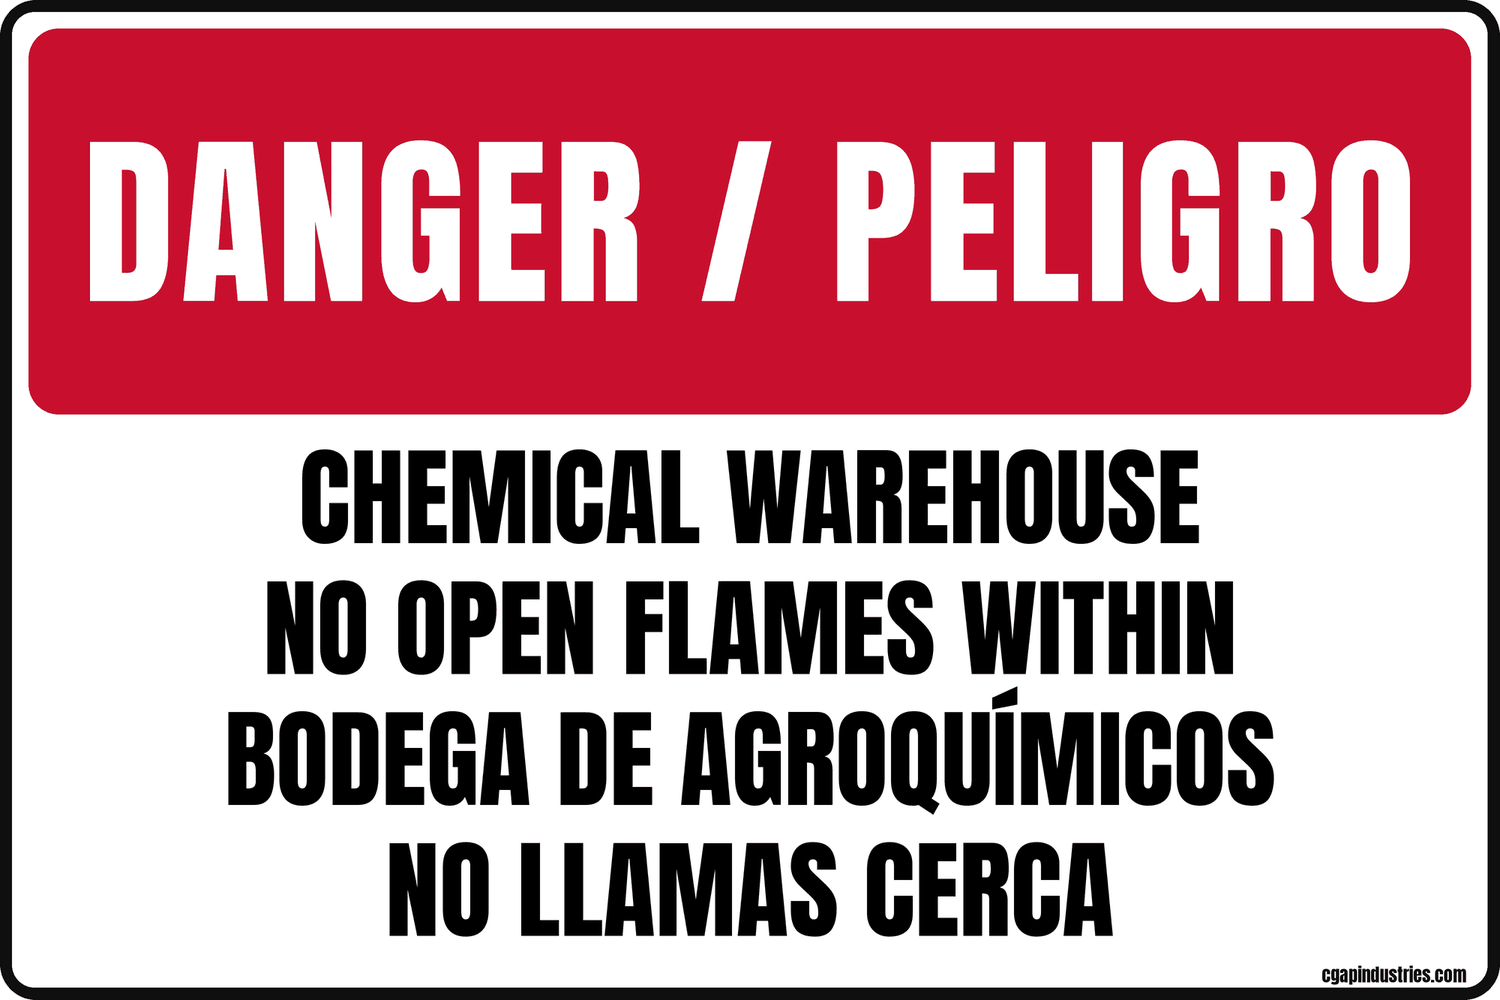 DANGER / PELIGRO
CHEMICAL WAREHOUSE
NO OPEN FLAMES WITHIN
BODEGA DE AGROQUÍMICOS
NO LLAMAS CERCA
cgapindustries.com